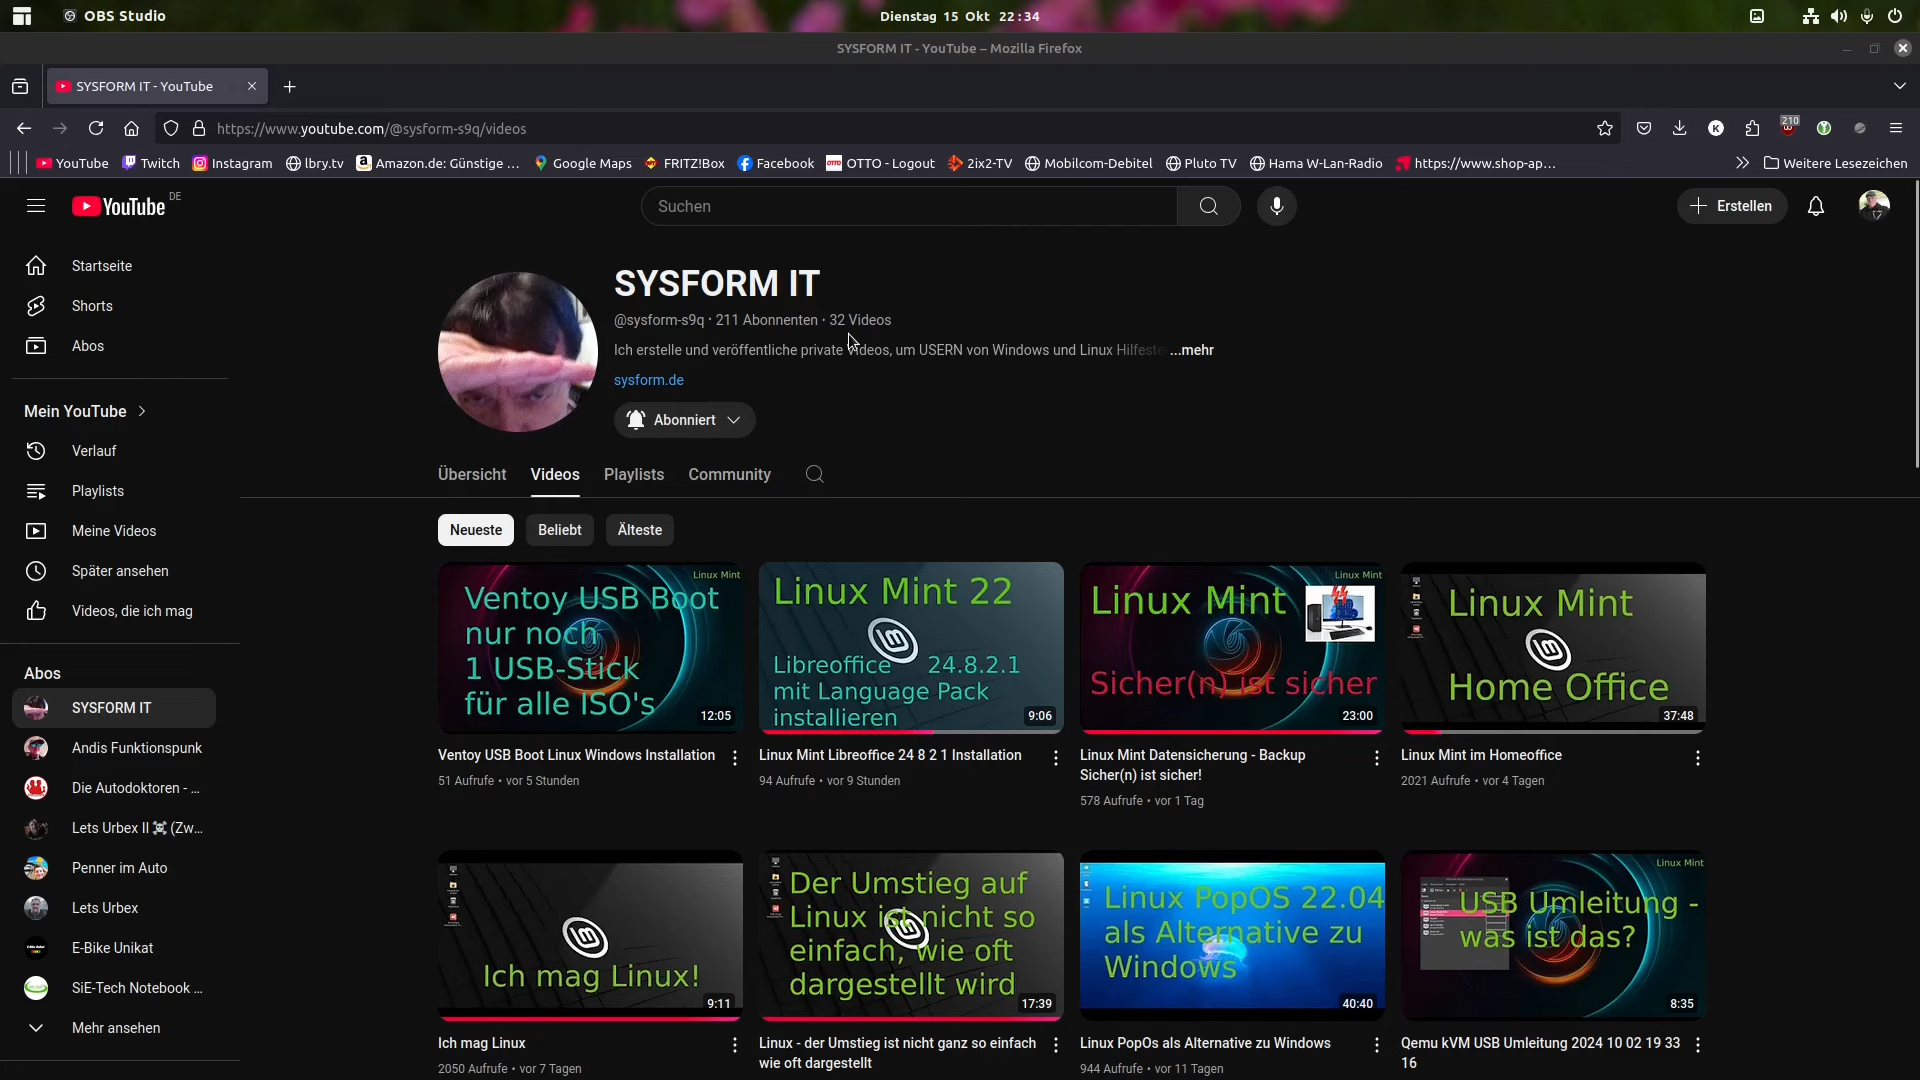 OBS Studio
Dienstag 15 Okt 22:34
SYSFORM IT - YouTube – Mozilla Firefox
SYSFORM IT - YouTube
https://www.youtube.com/@sysform-s9q/videos
210
YouTube Twitch Instagram lbry.tv Amazon.de: Günstige ... Google Maps FRITZ!Box Facebook OTTO - Logout 2ix2-TV Mobilcom-Debitel Pluto TV Hama W-Lan-Radio https://www.shop-ap... Weitere Lesezeichen
YouTube DE
Suchen
Erstellen
Startseite
Shorts
Abos
Mein YouTube
Verlauf
Playlists
Meine Videos
Später ansehen
Videos, die ich mag
Abos
SYSFORM IT
Andis Funktionspunk
Die Autodoktoren - ...
Lets Urbex II ☠️ (Zw...
Penner im Auto
Lets Urbex
E-Bike Unikat
SiE-Tech Notebook ...
Mehr ansehen
SYSFORM IT
@sysform-s9q • 211 Abonnenten • 32 Videos
Ich erstelle und veröffentliche private Videos, um USERN von Windows und Linux Hilfeste ...mehr
sysform.de
Abonniert
Übersicht Videos Playlists Community
Neueste Beliebt Älteste
Linux Mint
Ventoy USB Boot
nur noch
1 USB-Stick
für alle ISO's
12:05
Ventoy USB Boot Linux Windows Installation
51 Aufrufe • vor 5 Stunden
Linux Mint 22
Libreoffice 24.8.2.1
mit Language Pack
installieren
9:06
Linux Mint Libreoffice 24 8 2 1 Installation
94 Aufrufe • vor 9 Stunden
Linux Mint
Linux Mint
Sicher(n) ist sicher
23:00
Linux Mint Datensicherung - Backup
Sicher(n) ist sicher!
578 Aufrufe • vor 1 Tag
Linux Mint
Home Office
37:48
Linux Mint im Homeoffice
2021 Aufrufe • vor 4 Tagen
Ich mag Linux!
9:11
Ich mag Linux
2050 Aufrufe • vor 7 Tagen
Der Umstieg auf
Linux ist nicht so
einfach, wie oft
dargestellt wird
17:39
Linux - der Umstieg ist nicht ganz so einfach
wie oft dargestellt
Linux PopOS 22.04
als Alternative zu
Windows
40:40
Linux PopOs als Alternative zu Windows
944 Aufrufe • vor 11 Tagen
Linux Mint
USB Umleitung -
was ist das?
8:35
Qemu kVM USB Umleitung 2024 10 02 19 33
16